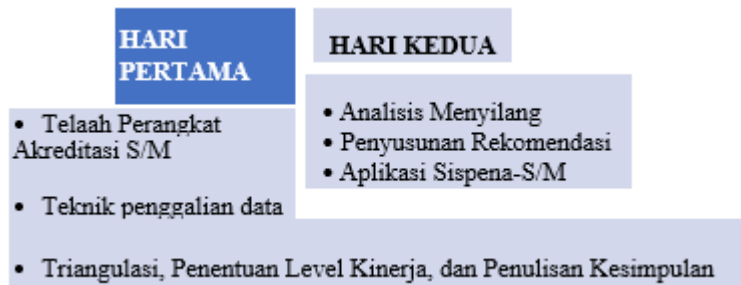 HARI
PERTAMA
• Telaah Perangkat
Akreditasi S/M
• Teknik penggalian data
• Triangulasi, Penentuan Level Kinerja, dan Penulisan Kesimpulan
HARI KEDUA
• Analisis Menyilang
• Penyusunan Rekomendasi
• Aplikasi Sispena-S/M